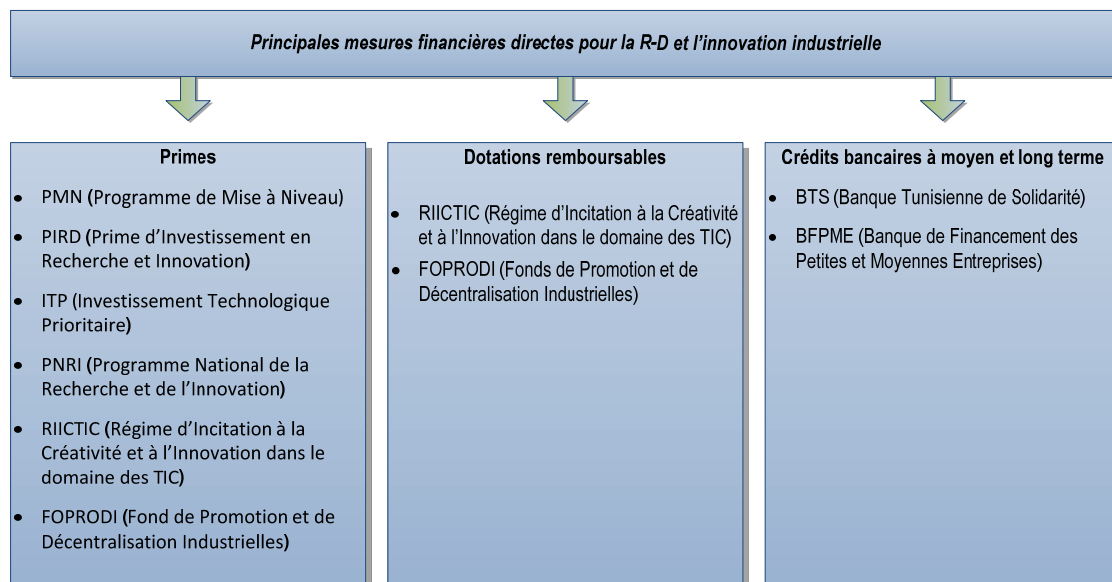 Principales mesures financières directes pour la R-D et l'innovation industrielle
Primes
• PMN (Programme de Mise à Niveau)
• PIRD (Prime d'Investissement en
Recherche et Innovation)
• ITP (Investissement Technologique
Prioritaire)
• PNRI (Programme National de la
Recherche et de l'Innovation)
• RIICTIC (Régime d'Incitation à la
Créativité et à l'Innovation dans le
domaine des TIC)
• FOPRODI (Fond de Promotion et de
Décentralisation Industrielles)
Dotations remboursables
• RIICTIC (Régime d'Incitation à la Créativité
et à l'Innovation dans le domaine des TIC)
• FOPRODI (Fonds de Promotion et de
Décentralisation Industrielles)
Crédits bancaires à moyen et long terme
• BTS (Banque Tunisienne de Solidarité)
• BFPME (Banque de Financement des
Petites et Moyennes Entreprises)